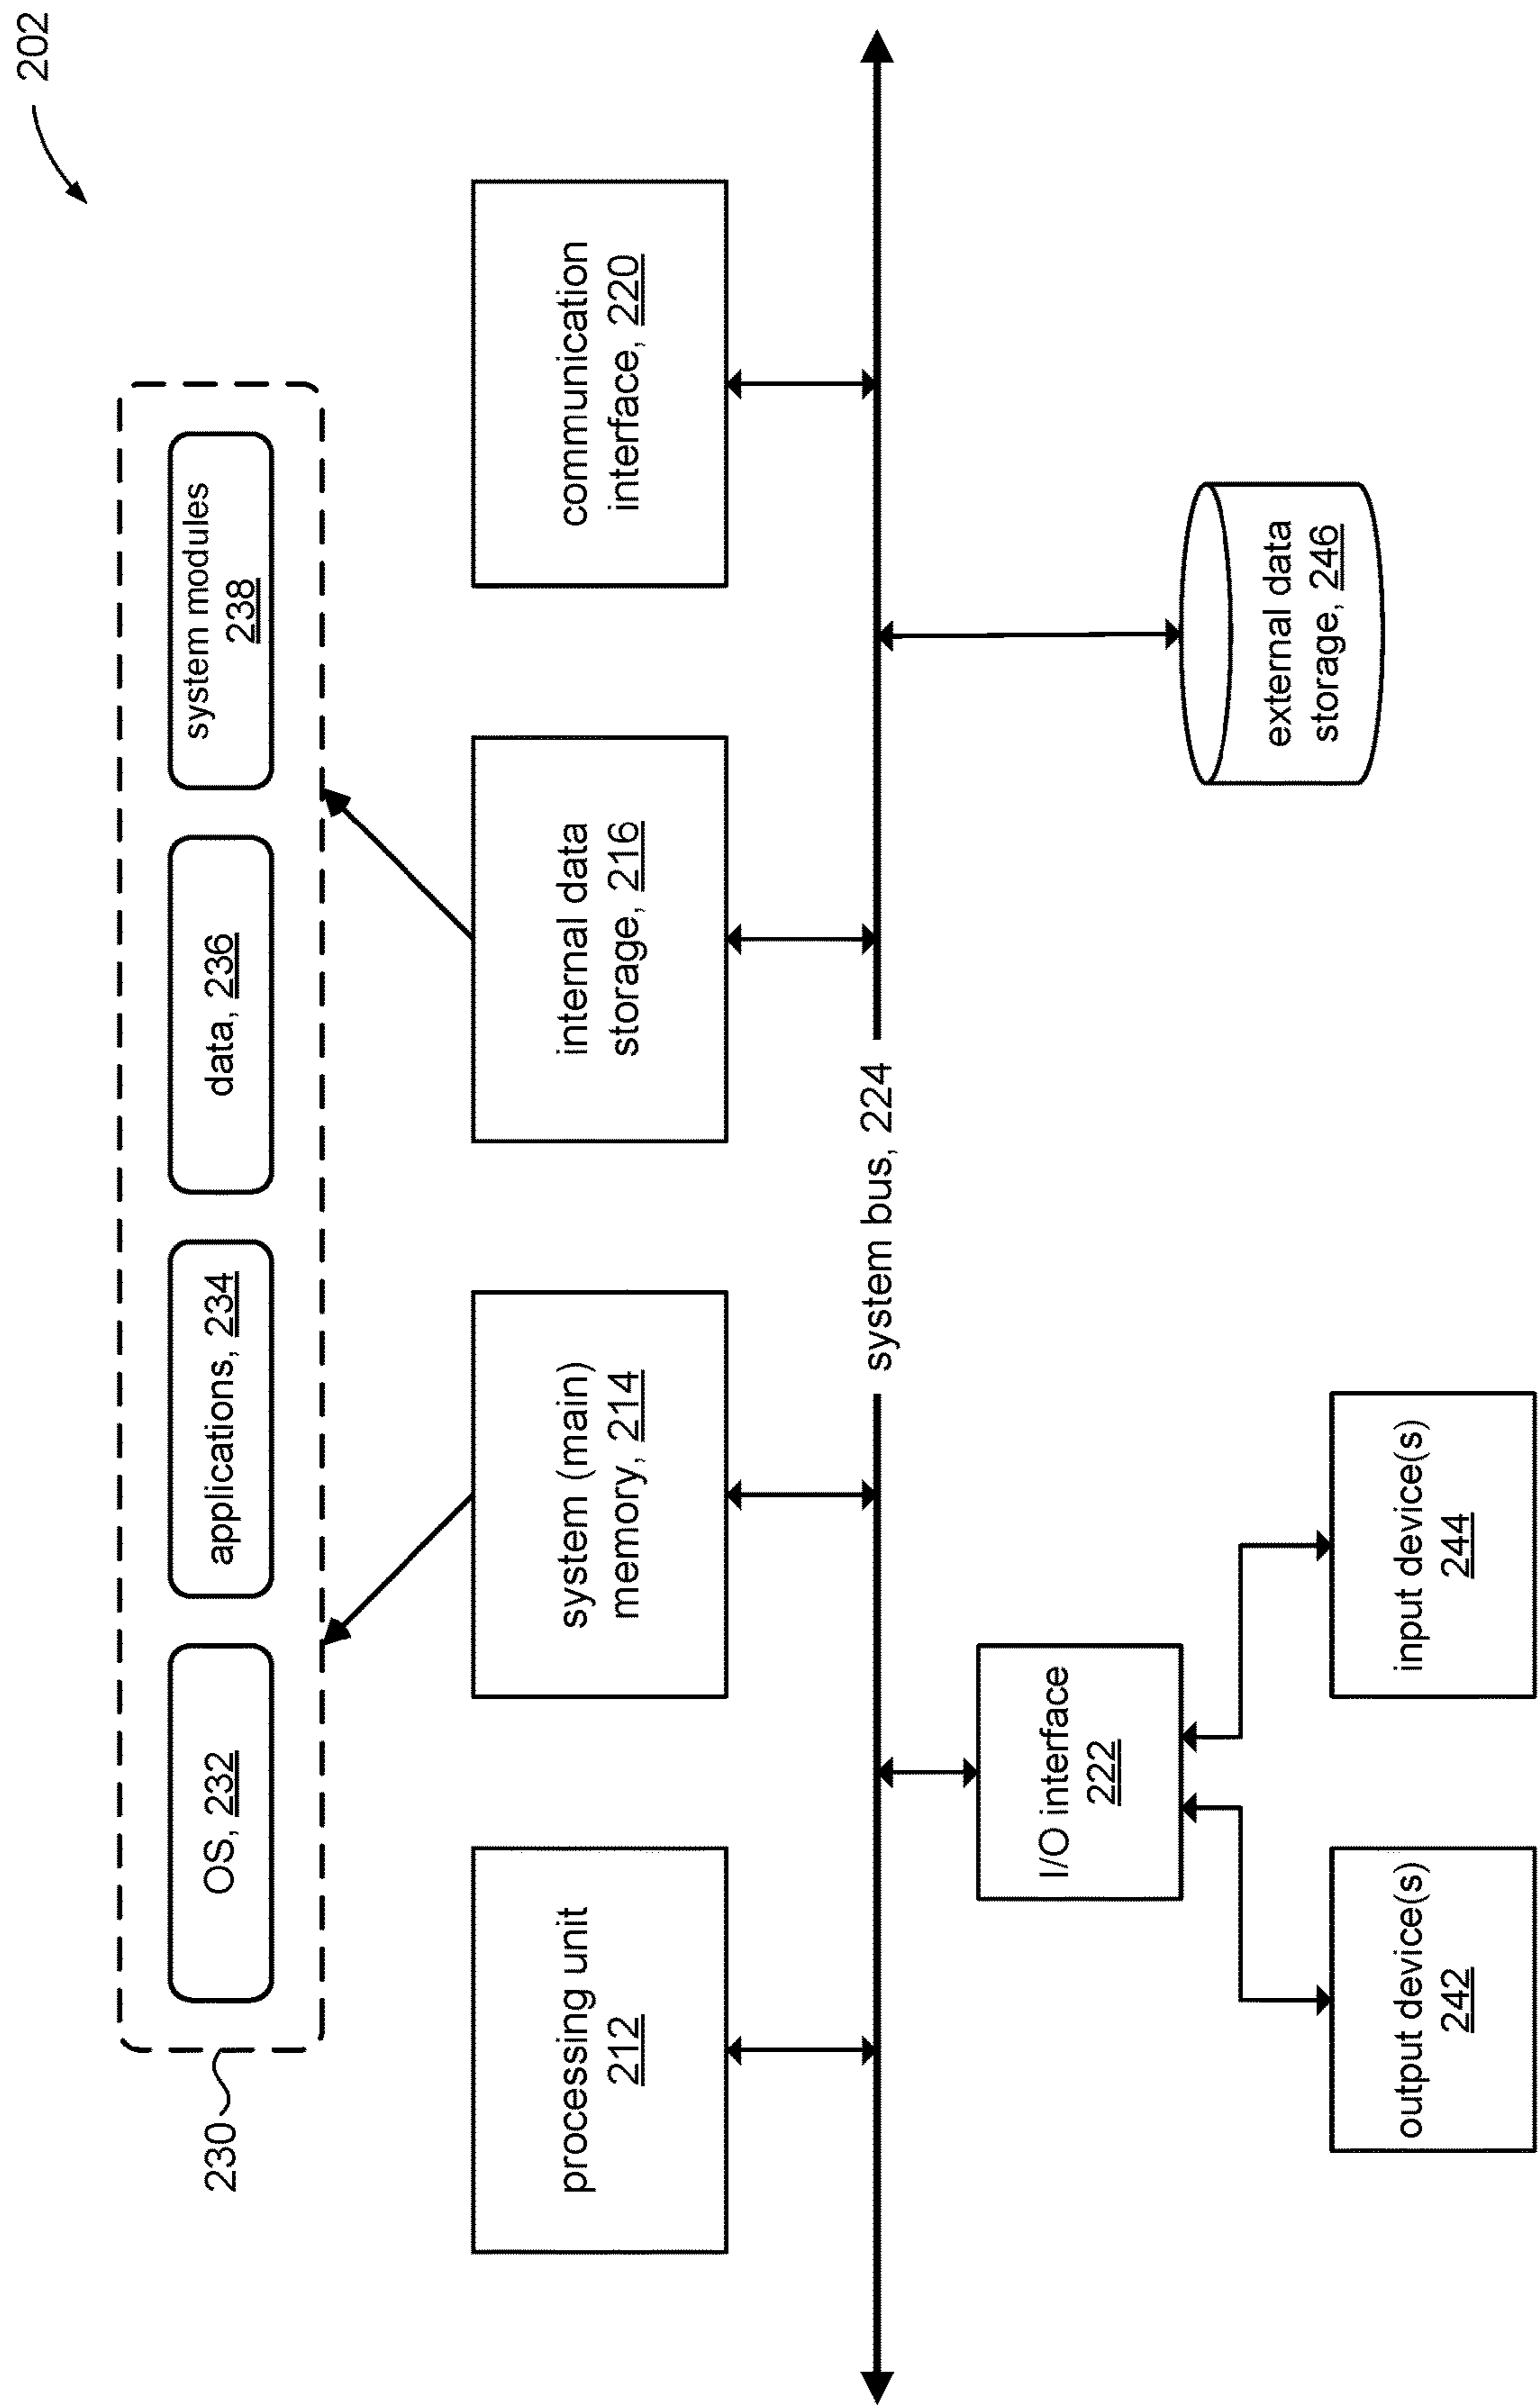 202
230
OS, 232
applications, 234
data, 236
system modules
238
processing unit
212
system (main)
memory, 214
internal data
storage, 216
communication
interface, 220
system bus, 224
I/O interface
222
external data
storage, 246
output device(s)
242
input device(s)
244